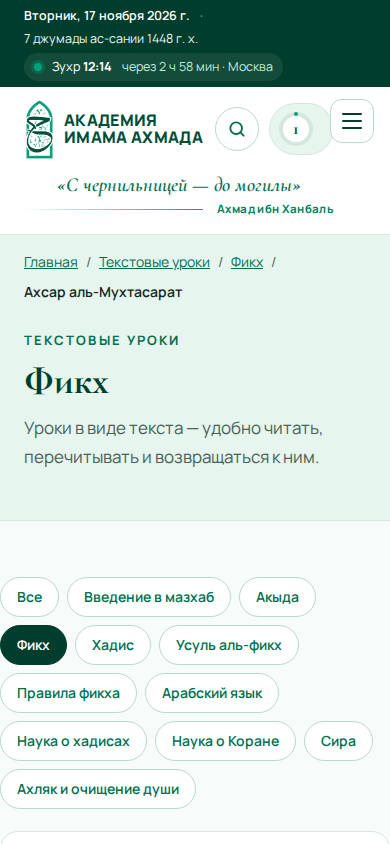 Вторник, 17 ноября 2026 г. ·
7 джумады ас-сании 1448 г. х.
Зухр 12:14 через 2 ч 58 мин · Москва
АКАДЕМИЯ
ИМАМА АХМАДА
1
«С чернильницей — до могилы»
Ахмад ибн Ханбаль
Главная / Текстовые уроки / Фикх /
Ахсар аль-Мухтасарат
ТЕКСТОВЫЕ УРОКИ
Фикх
Уроки в виде текста — удобно читать,
перечитывать и возвращаться к ним.
Все Введение в мазхаб Акыда
Фикх Хадис Усуль аль-фикх
Правила фикха Арабский язык
Наука о хадисах Наука о Коране Сира
Ахляк и очищение души